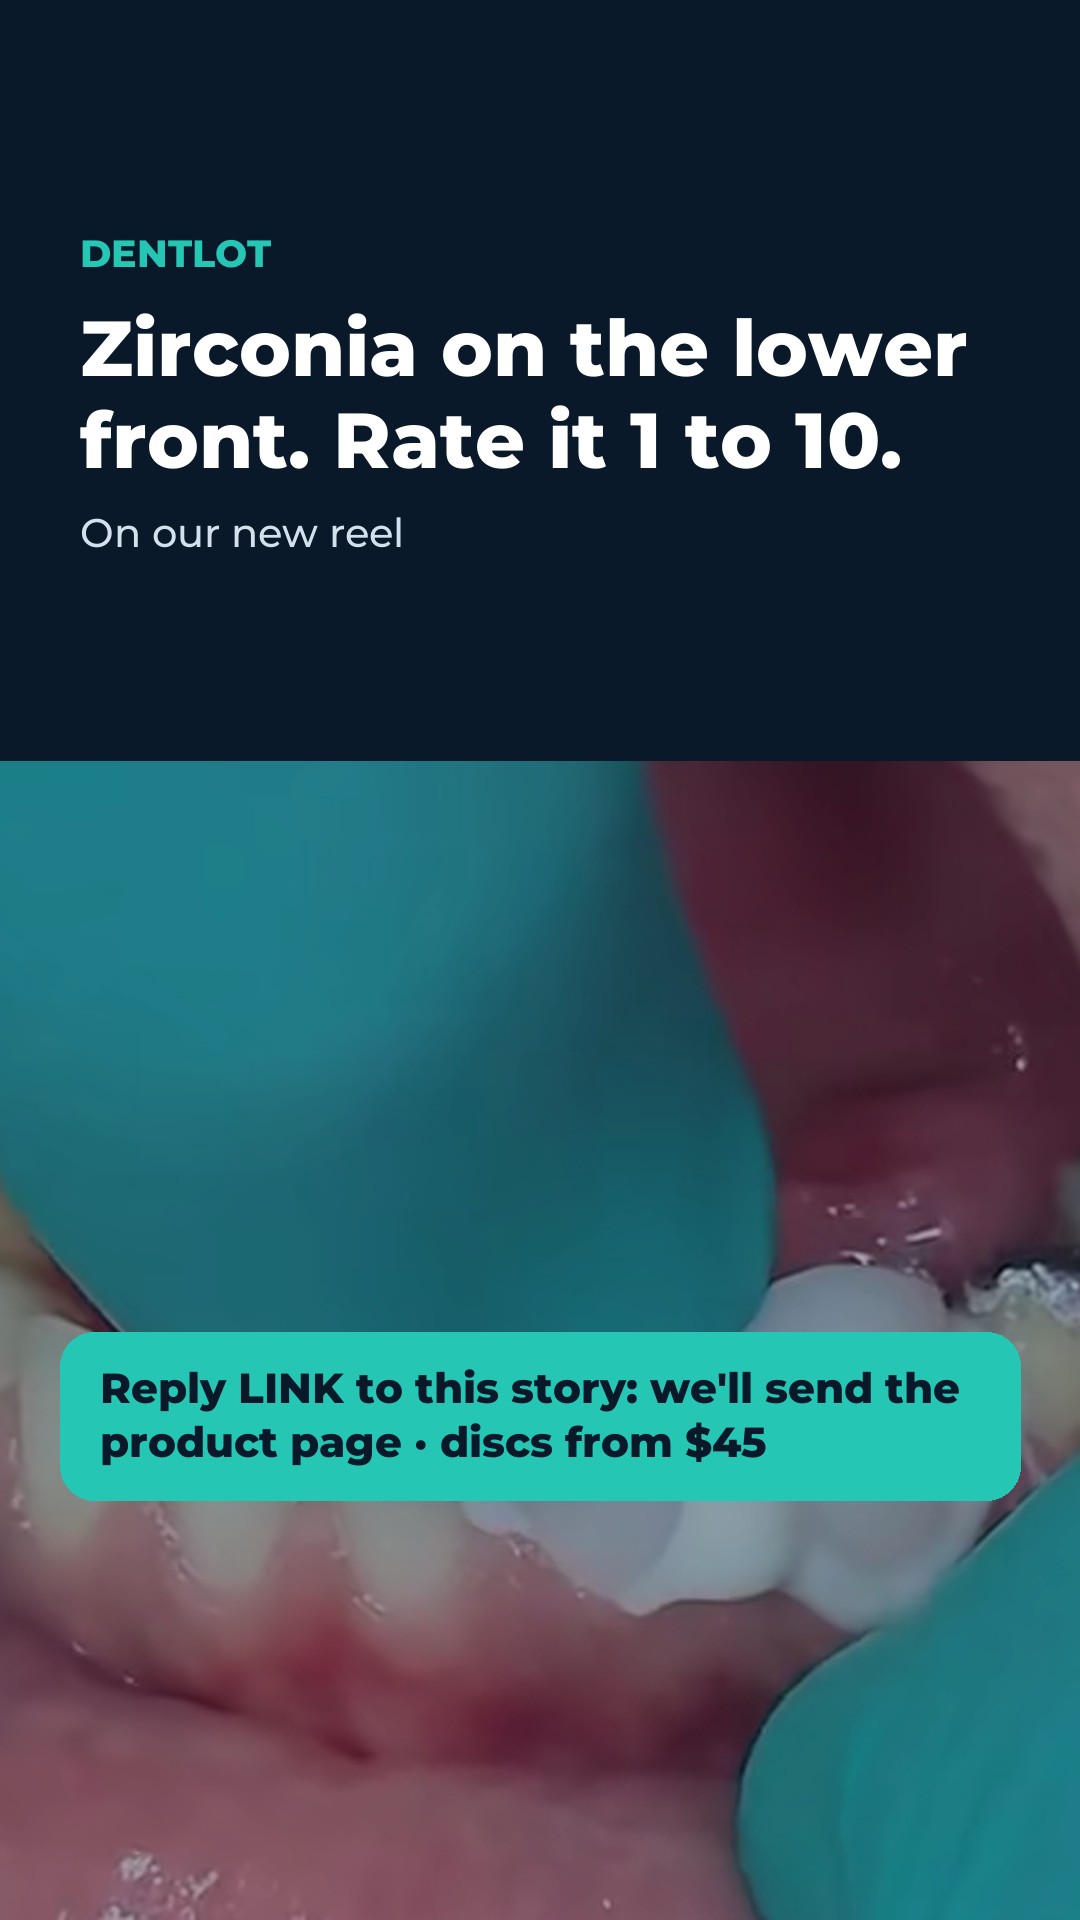 DENTLOT
Zirconia on the lower
front. Rate it 1 to 10.
On our new reel
Reply LINK to this story: we'll send the
product page · discs from $45